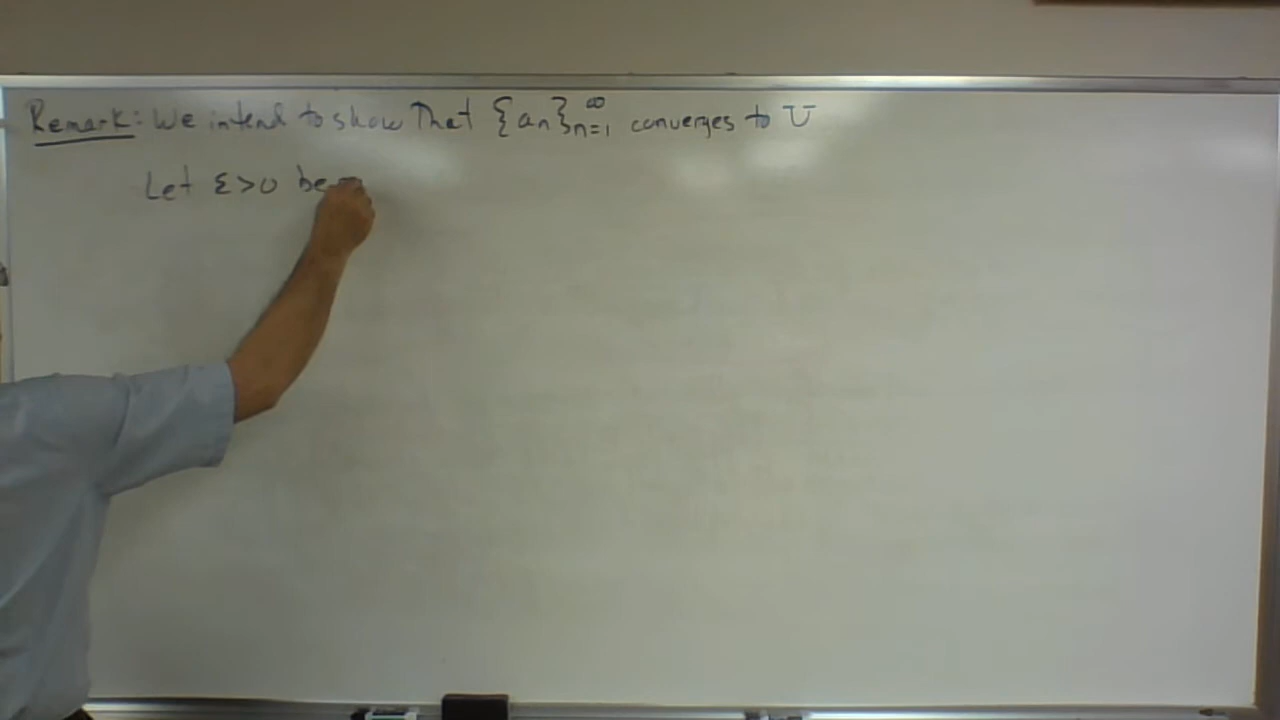 Remark: We intend to show that {an}∞n=1 converges to U
Let ε>0 be